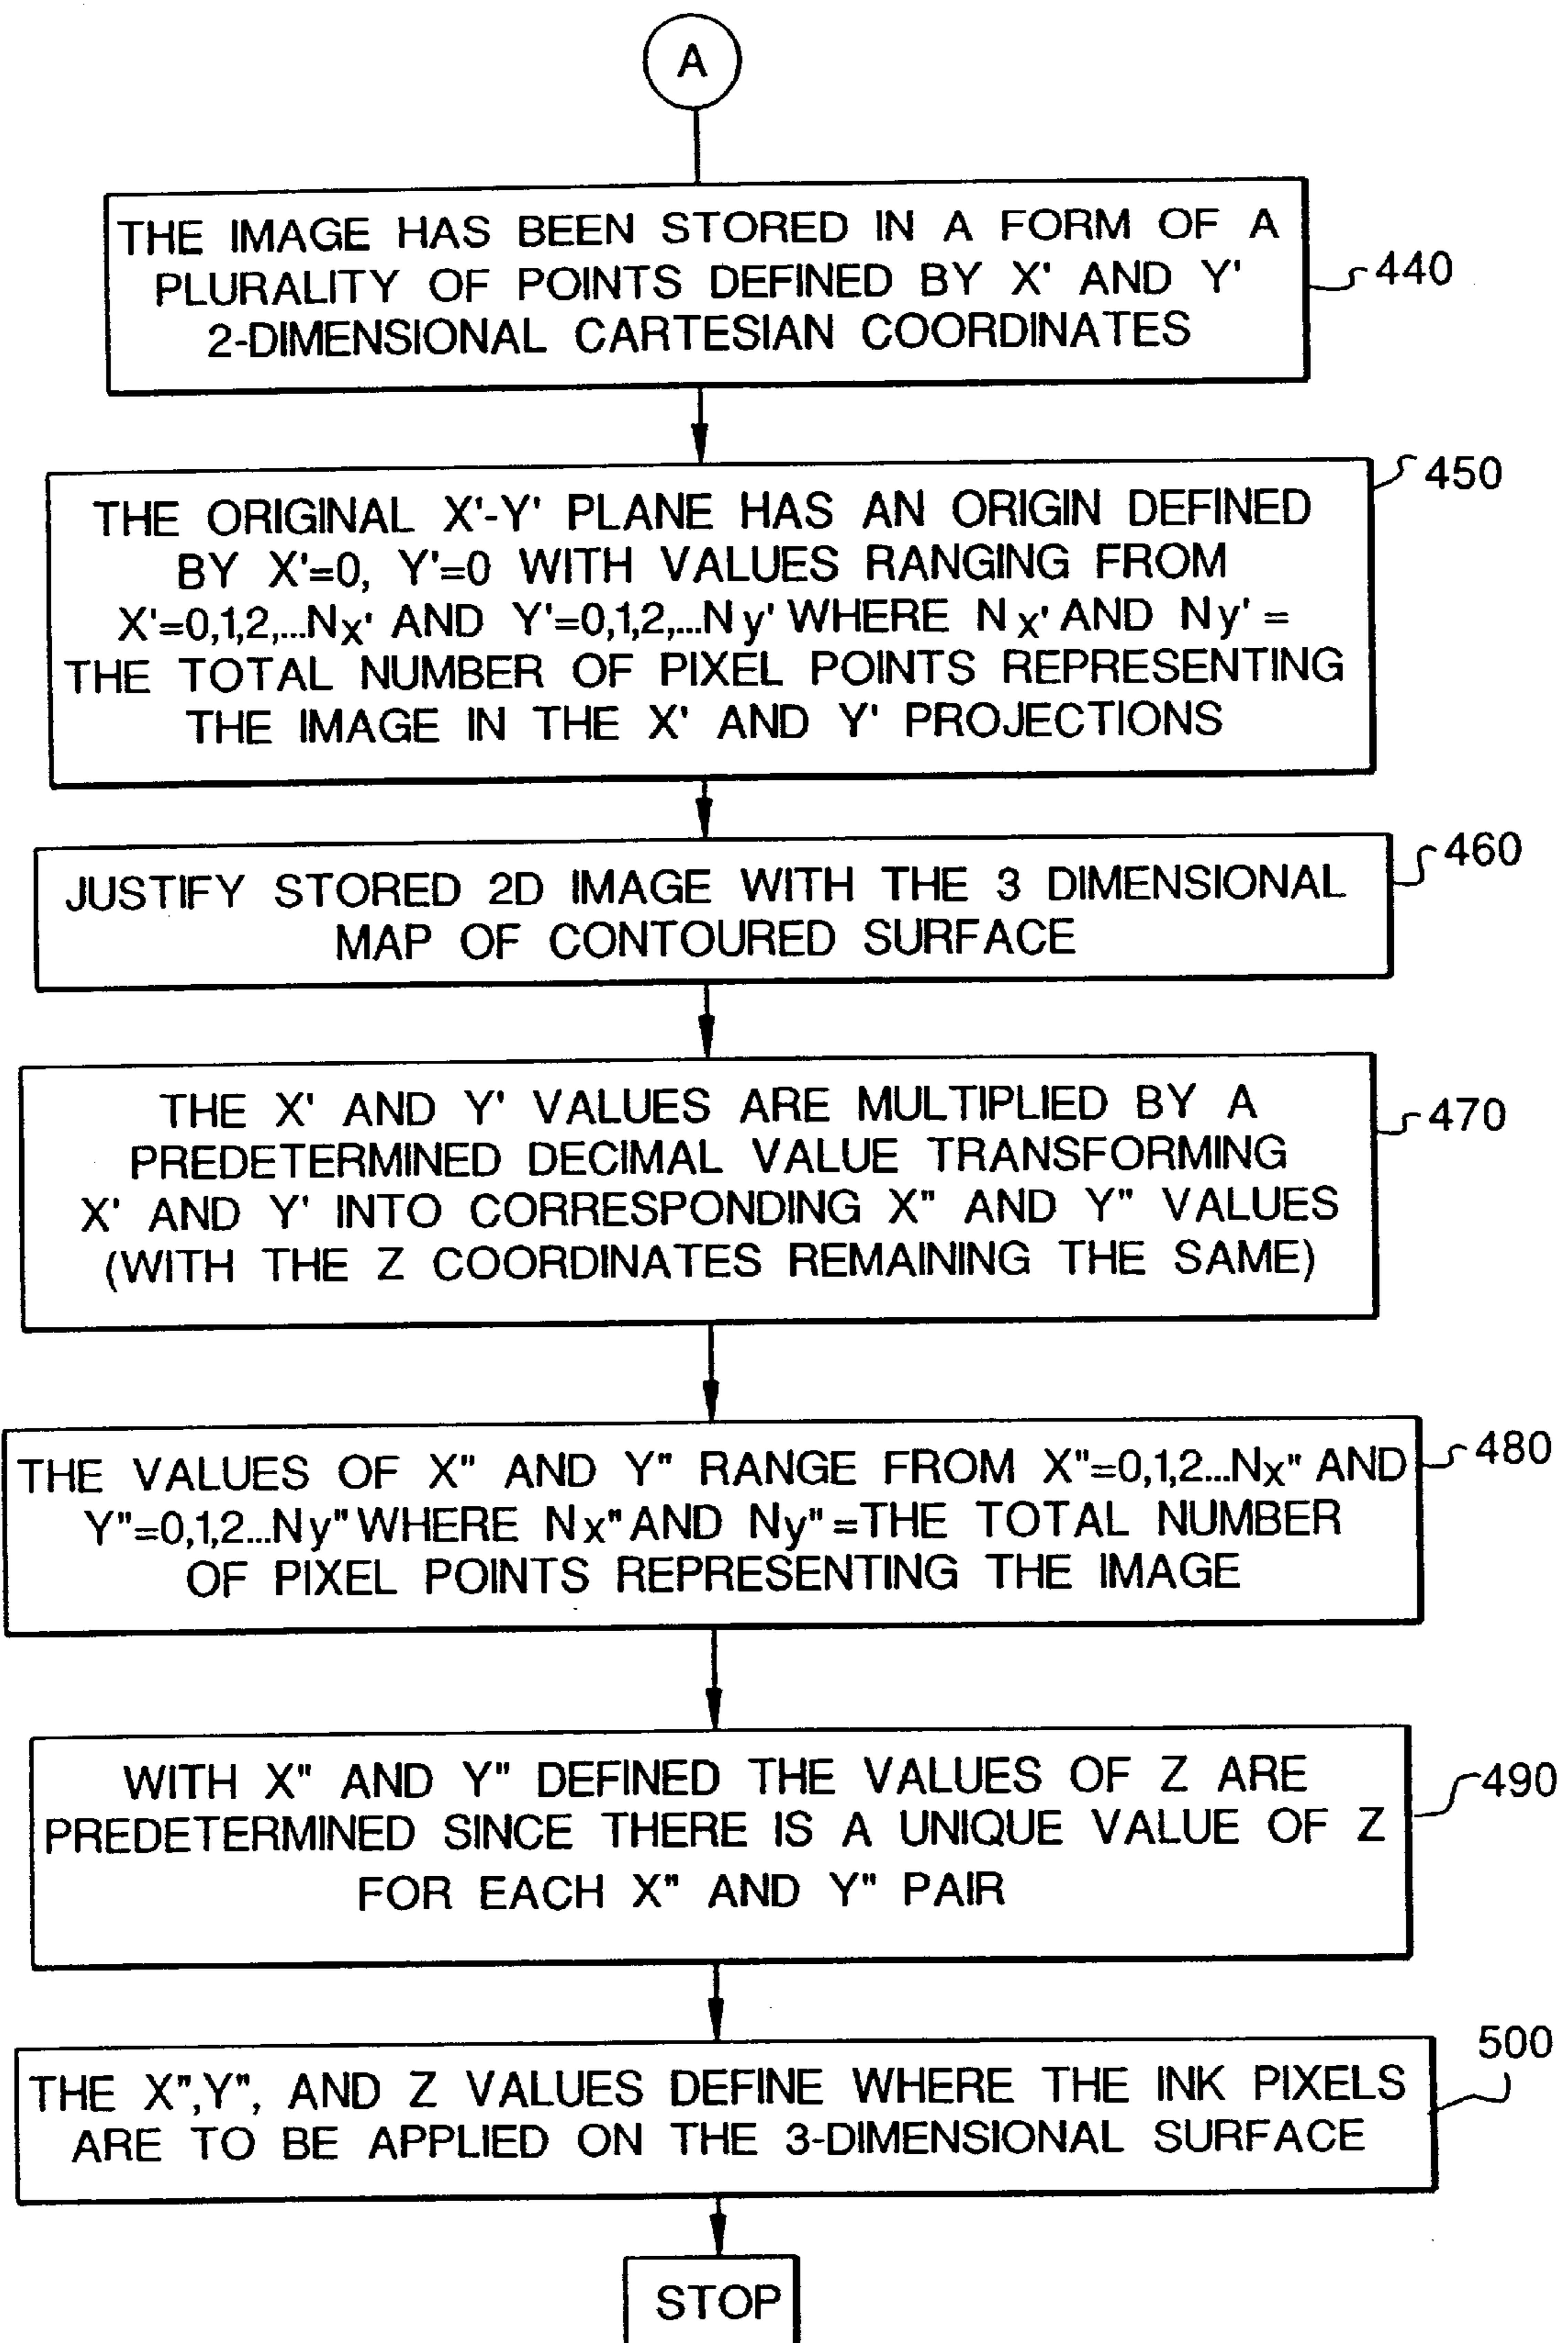 A
THE IMAGE HAS BEEN STORED IN A FORM OF A
PLURALITY OF POINTS DEFINED BY X' AND Y'
2-DIMENSIONAL CARTESIAN COORDINATES
440
THE ORIGINAL X'-Y' PLANE HAS AN ORIGIN DEFINED
BY X'=0, Y'=0 WITH VALUES RANGING FROM
X'=0,1,2,...Nx' AND Y'=0,1,2,...Ny' WHERE Nx' AND Ny' =
THE TOTAL NUMBER OF PIXEL POINTS REPRESENTING
THE IMAGE IN THE X' AND Y' PROJECTIONS
450
JUSTIFY STORED 2D IMAGE WITH THE 3 DIMENSIONAL
MAP OF CONTOURED SURFACE
460
THE X' AND Y' VALUES ARE MULTIPLIED BY A
PREDETERMINED DECIMAL VALUE TRANSFORMING
X' AND Y' INTO CORRESPONDING X" AND Y" VALUES
(WITH THE Z COORDINATES REMAINING THE SAME)
470
THE VALUES OF X" AND Y" RANGE FROM X"=0,1,2...Nx" AND
Y"=0,1,2...Ny" WHERE Nx" AND Ny" =THE TOTAL NUMBER
OF PIXEL POINTS REPRESENTING THE IMAGE
480
WITH X" AND Y" DEFINED THE VALUES OF Z ARE
PREDETERMINED SINCE THERE IS A UNIQUE VALUE OF Z
FOR EACH X" AND Y" PAIR
490
THE X",Y", AND Z VALUES DEFINE WHERE THE INK PIXELS
ARE TO BE APPLIED ON THE 3-DIMENSIONAL SURFACE
500
STOP